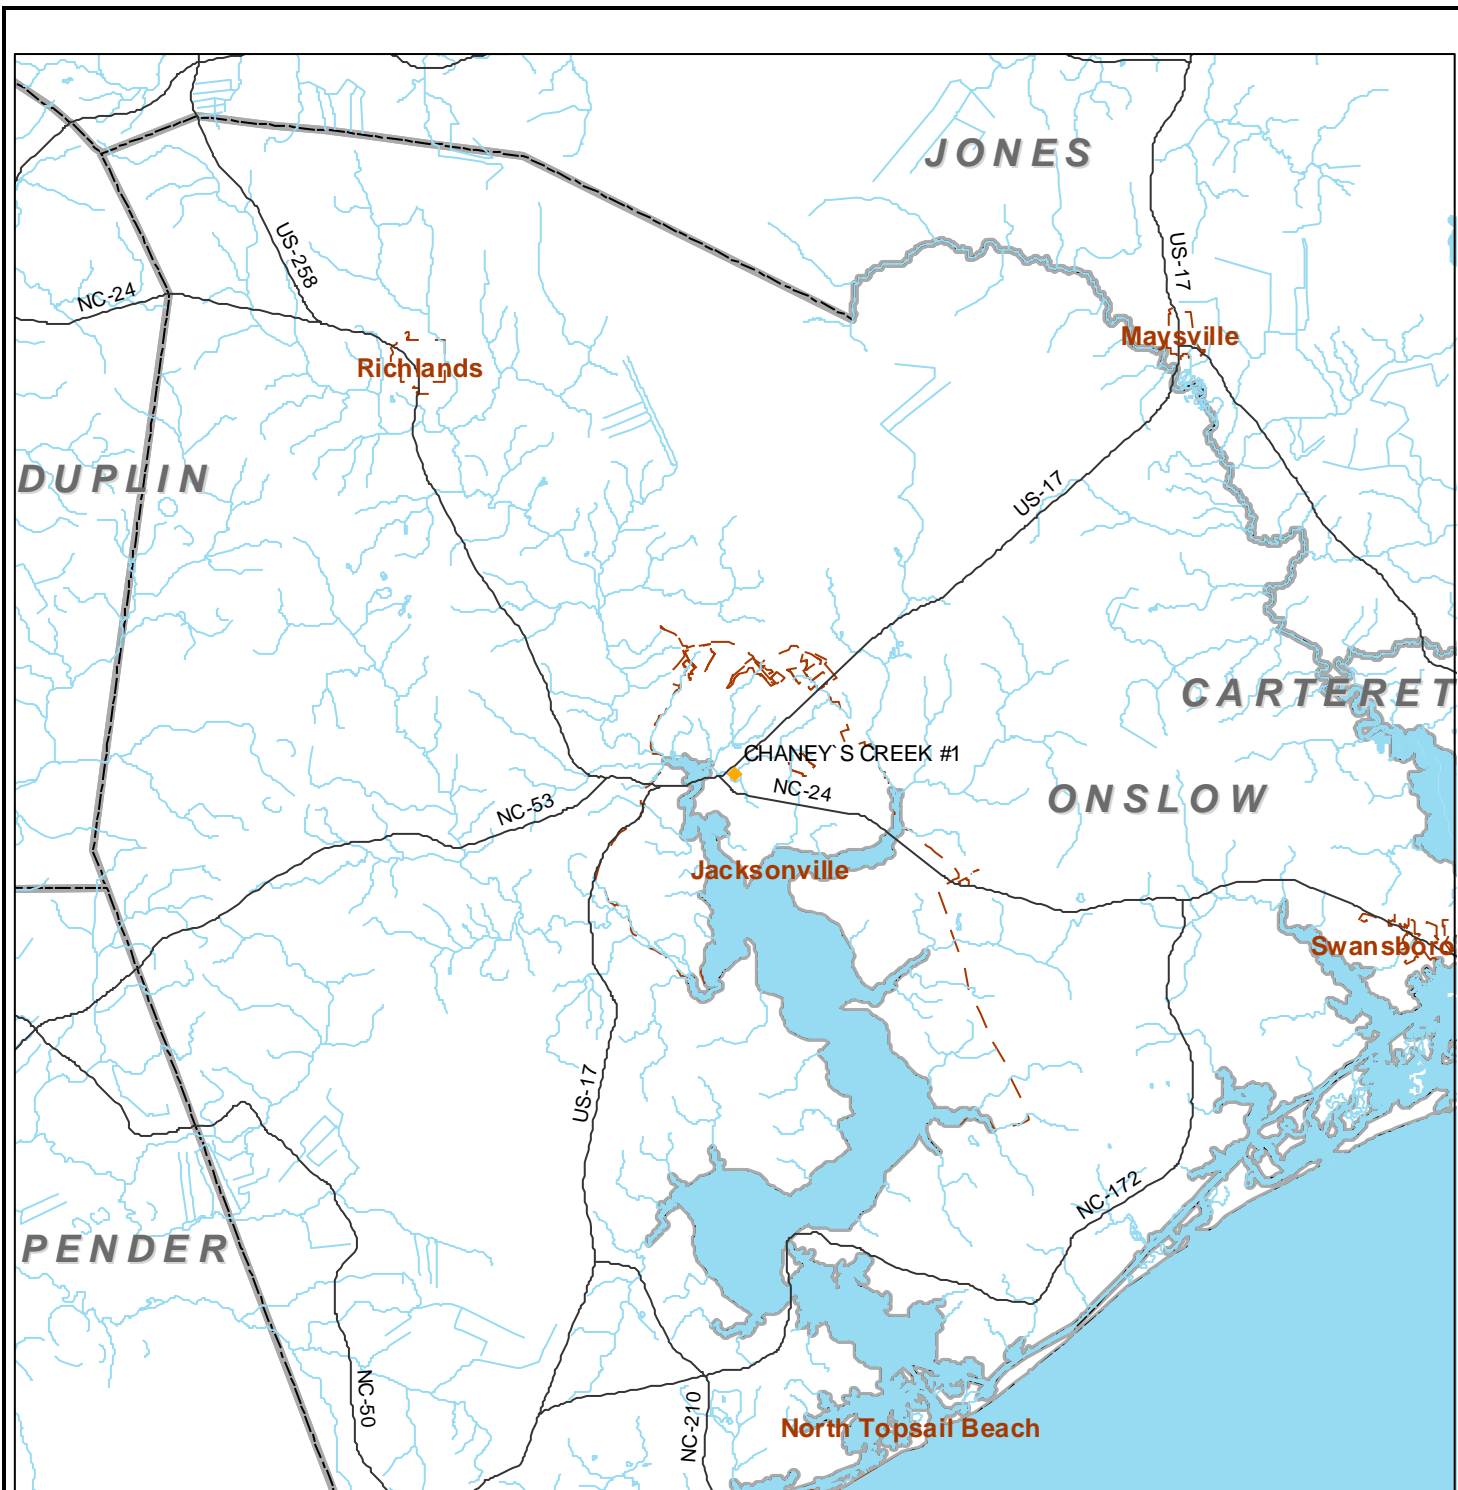 JONES
US-258
US-17
NC-24
Maysville
Richlands
DUPLIN
US-17
CARTERET
CHANEY`S CREEK #1
NC-24
ONSLOW
NC-53
Jacksonville
Swansboro
US-17
NC-172
PENDER
NC-50
NC-210
North Topsail Beach